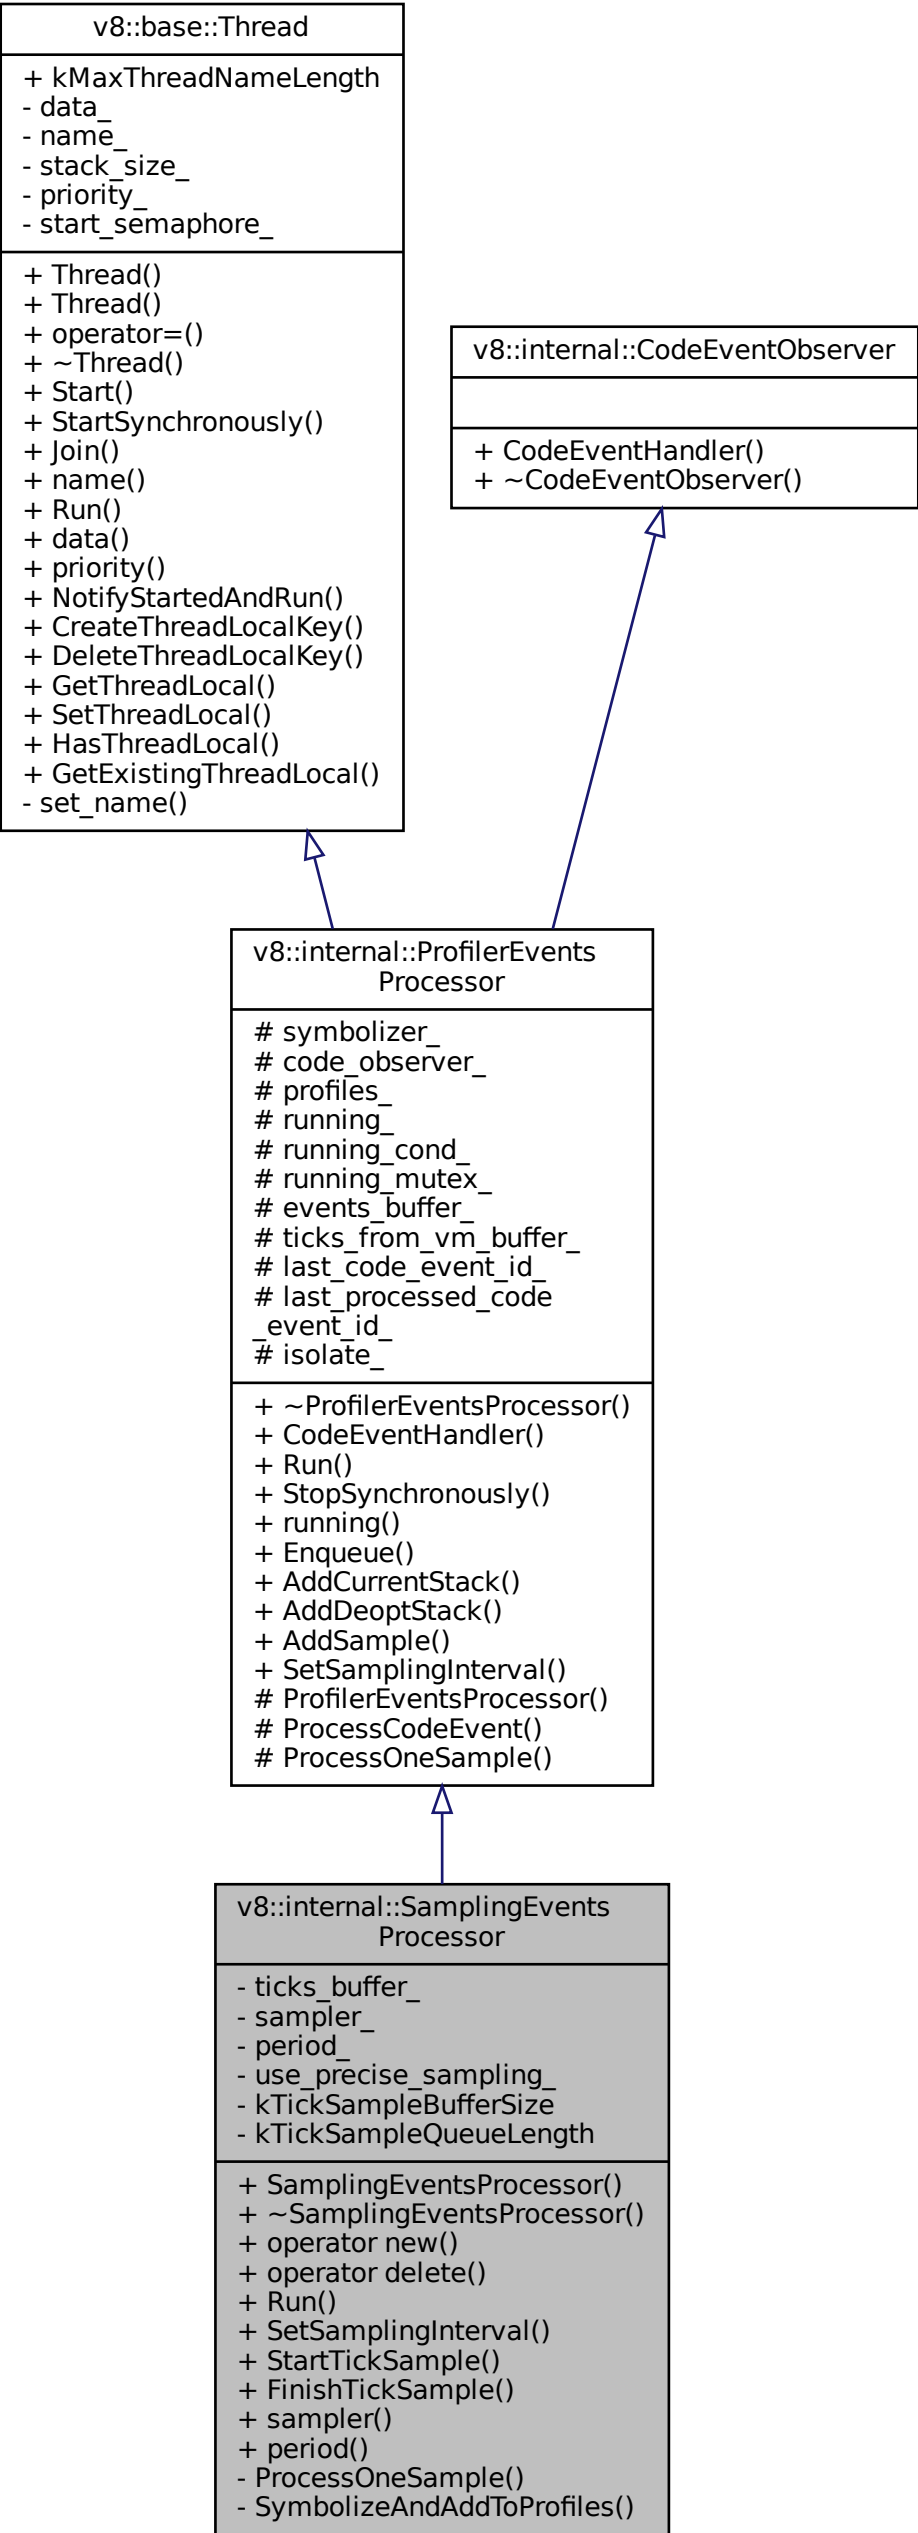 v8::base::Thread
+ kMaxThreadNameLength
- data_
- name_
- stack_size_
- priority_
- start_semaphore_
+ Thread()
+ Thread()
+ operator=()
+ ~Thread()
+ Start()
+ StartSynchronously()
+ Join()
+ name()
+ Run()
+ data()
+ priority()
+ NotifyStartedAndRun()
+ CreateThreadLocalKey()
+ DeleteThreadLocalKey()
+ GetThreadLocal()
+ SetThreadLocal()
+ HasThreadLocal()
+ GetExistingThreadLocal()
- set_name()
v8::internal::CodeEventObserver
+ CodeEventHandler()
+ ~CodeEventObserver()
v8::internal::ProfilerEvents
Processor
# symbolizer_
# code_observer_
# profiles_
# running_
# running_cond_
# running_mutex_
# events_buffer_
# ticks_from_vm_buffer_
# last_code_event_id_
# last_processed_code
_event_id_
# isolate_
+ ~ProfilerEventsProcessor()
+ CodeEventHandler()
+ Run()
+ StopSynchronously()
+ running()
+ Enqueue()
+ AddCurrentStack()
+ AddDeoptStack()
+ AddSample()
+ SetSamplingInterval()
# ProfilerEventsProcessor()
# ProcessCodeEvent()
# ProcessOneSample()
v8::internal::SamplingEvents
Processor
- ticks_buffer_
- sampler_
- period_
- use_precise_sampling_
- kTickSampleBufferSize
- kTickSampleQueueLength
+ SamplingEventsProcessor()
+ ~SamplingEventsProcessor()
+ operator new()
+ operator delete()
+ Run()
+ SetSamplingInterval()
+ StartTickSample()
+ FinishTickSample()
+ sampler()
+ period()
- ProcessOneSample()
- SymbolizeAndAddToProfiles()